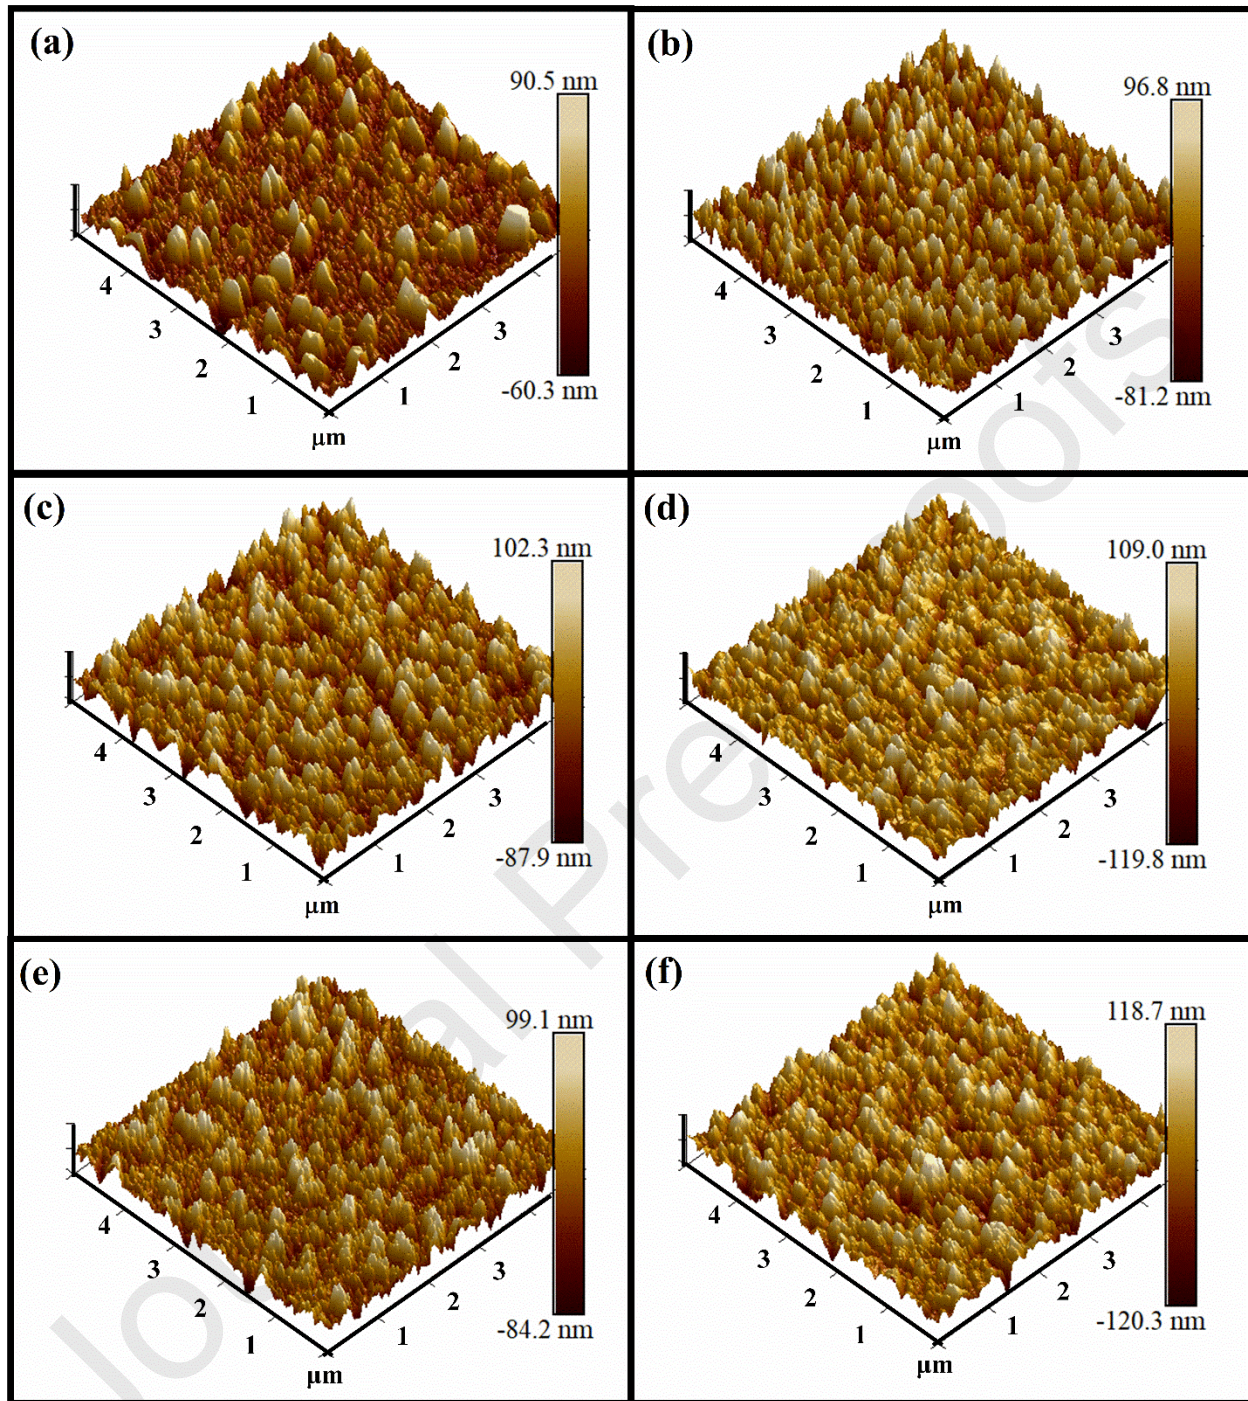 (a)
90.5 nm
-60.3 nm
4
3
2
1
μm
1
2
3
(b)
96.8 nm
-81.2 nm
4
3
2
1
μm
1
2
3
(c)
102.3 nm
-87.9 nm
4
3
2
1
μm
1
2
3
(d)
109.0 nm
-119.8 nm
4
3
2
1
μm
1
2
3
(e)
99.1 nm
-84.2 nm
4
3
2
1
μm
1
2
3
(f)
118.7 nm
-120.3 nm
4
3
2
1
μm
1
2
3
Journal Pre-proofs